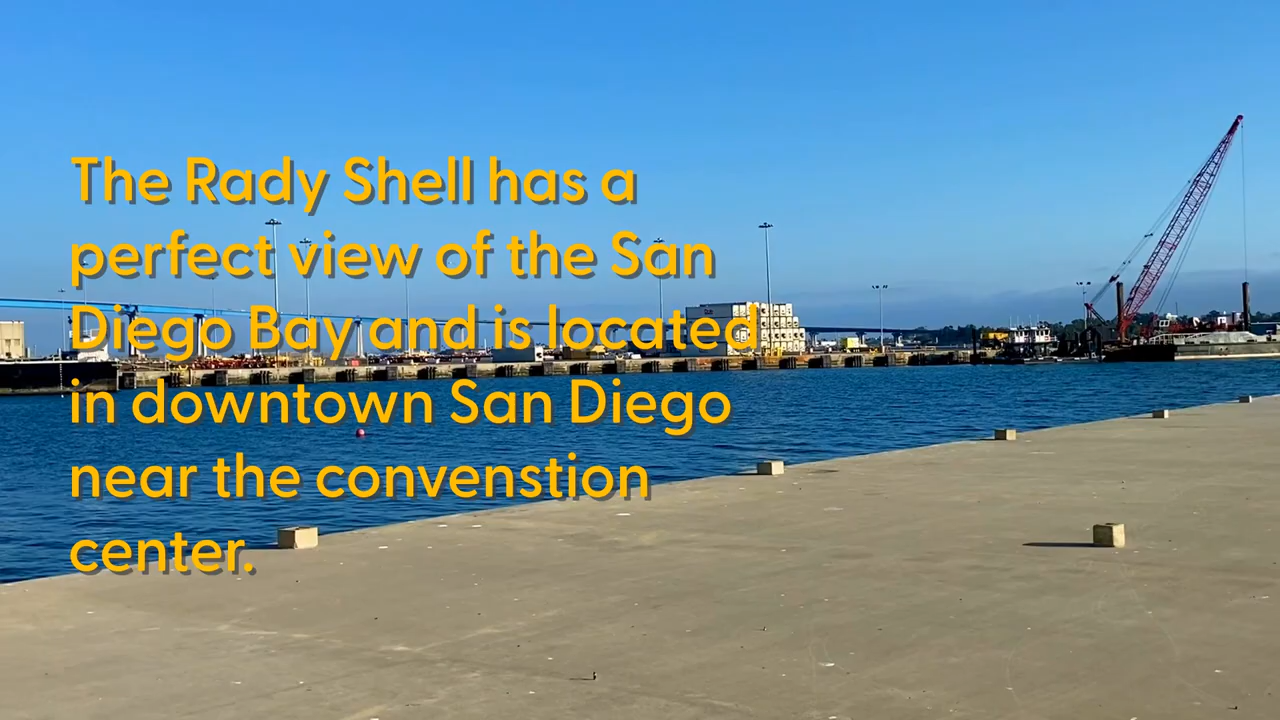 The Rady Shell has a
perfect view of the San
Diego Bay and is located
in downtown San Diego
near the convenstion
center.